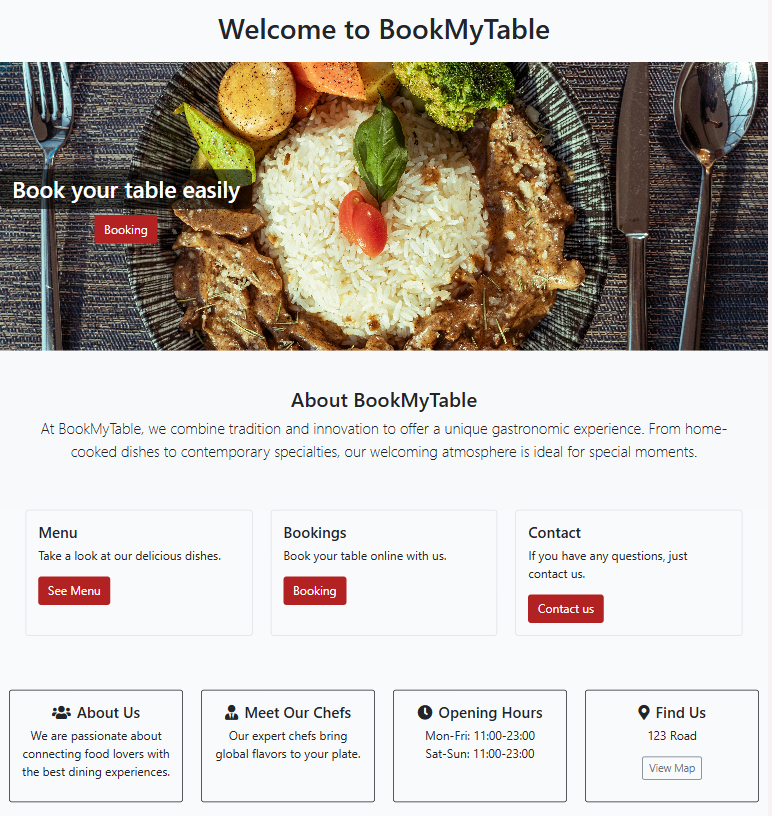 Welcome to BookMyTable
Book your table easily
Booking
About BookMyTable
At BookMyTable, we combine tradition and innovation to offer a unique gastronomic experience. From home-
cooked dishes to contemporary specialties, our welcoming atmosphere is ideal for special moments.
Menu
Take a look at our delicious dishes.
See Menu
Bookings
Book your table online with us.
Booking
Contact
If you have any questions, just
contact us.
Contact us
About Us
We are passionate about
connecting food lovers with
the best dining experiences.
Meet Our Chefs
Our expert chefs bring
global flavors to your plate.
Opening Hours
Mon-Fri: 11:00-23:00
Sat-Sun: 11:00-23:00
Find Us
123 Road
View Map